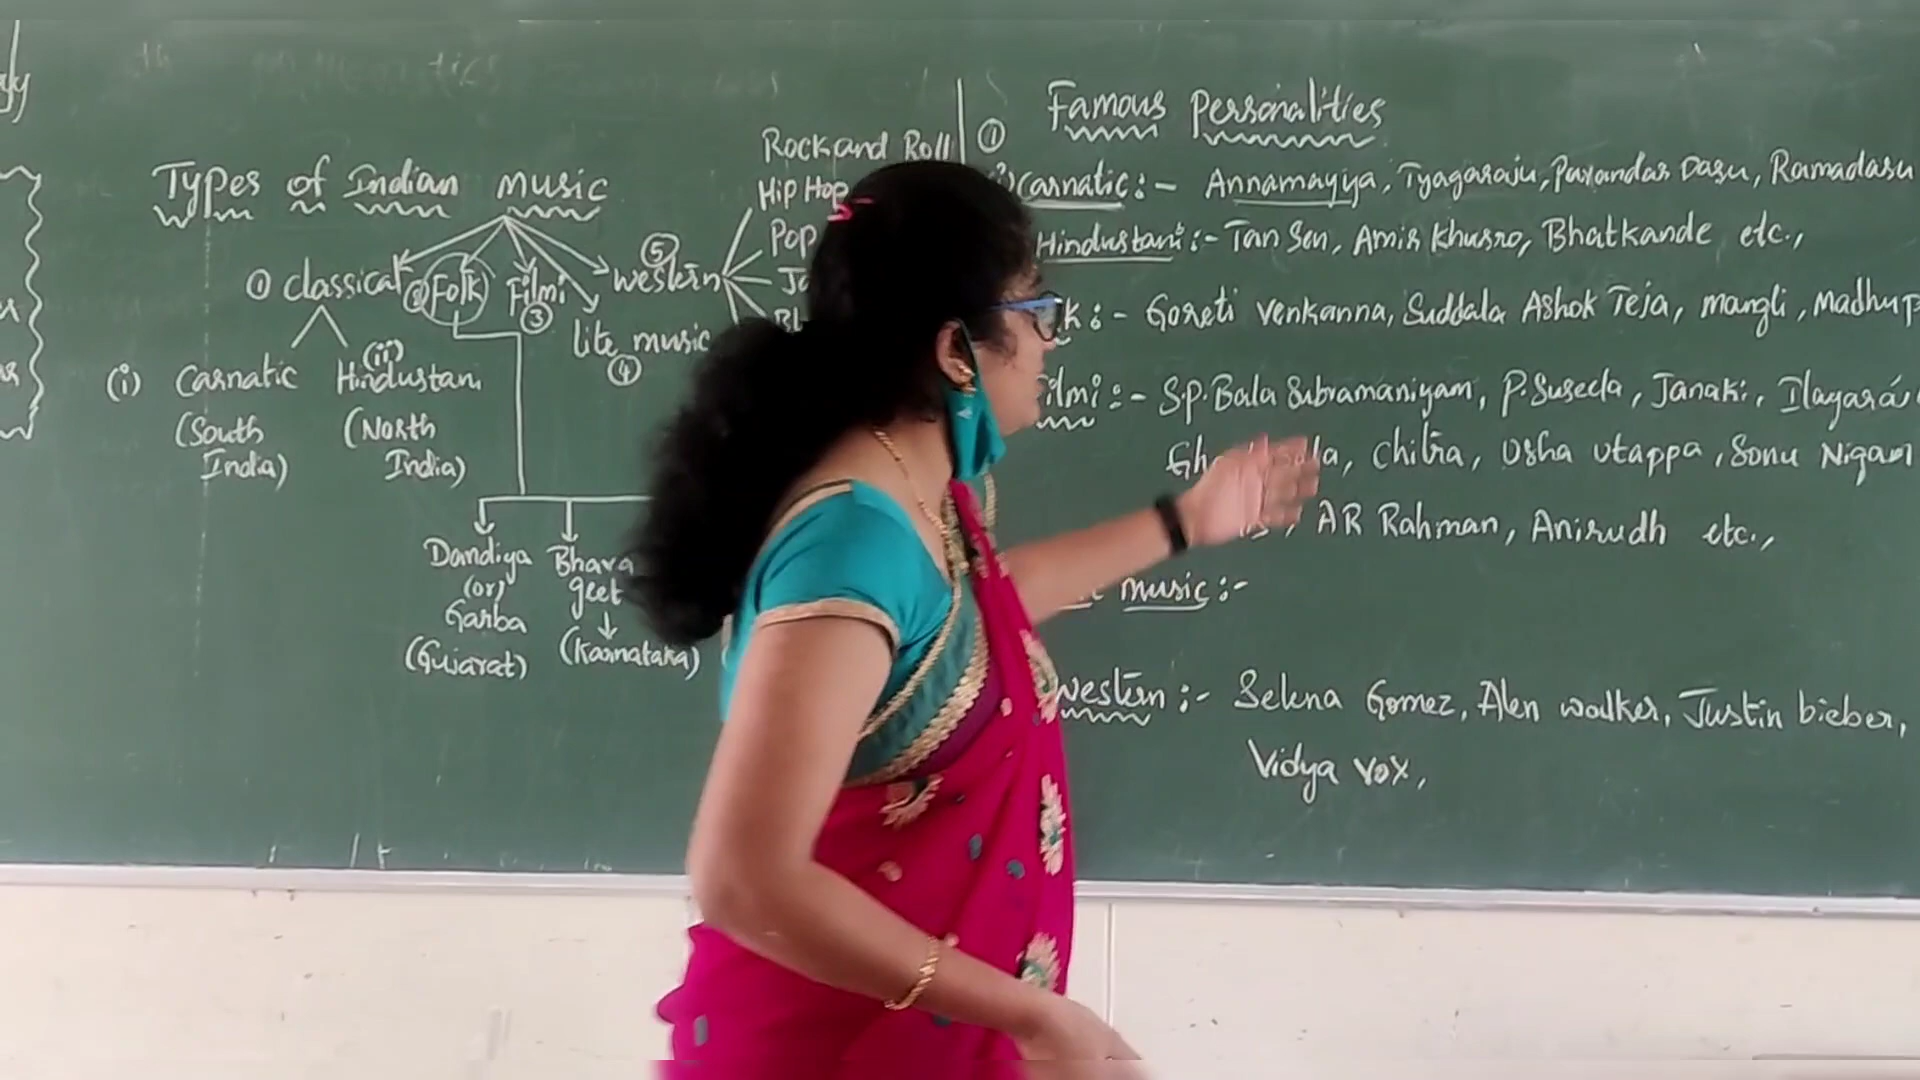 Types of Indian music
① classical
② Folk
Filmi ③
lite music ④
⑤ western
Rock and Roll
Hip Hop
Pop
(i) Carnatic
(South
India)
(ii) Hindustani
(North
India)
Dandiya
(or)
Garba
(Gujarat)
Bhava
geet
(Karnataka)
Famous Personalities
①
Carnatic :- Annamayya, Tyagaraju, Purandar Dasu, Ramadasu
Hindustani :- Tan Sen, Amir Khusro, Bhatkande etc.,
:- Goreti Venkanna, Suddala Ashok Teja, mangli,
Filmi :- S.P. Bala Subramaniyam, P. Suseela, Janaki,
Chitra, Usha Utappa, Sonu Nigam
AR Rahman, Anirudh etc.,
music :-
Western :- Selena Gomez, Alen walker, Justin bieber,
Vidya vox,